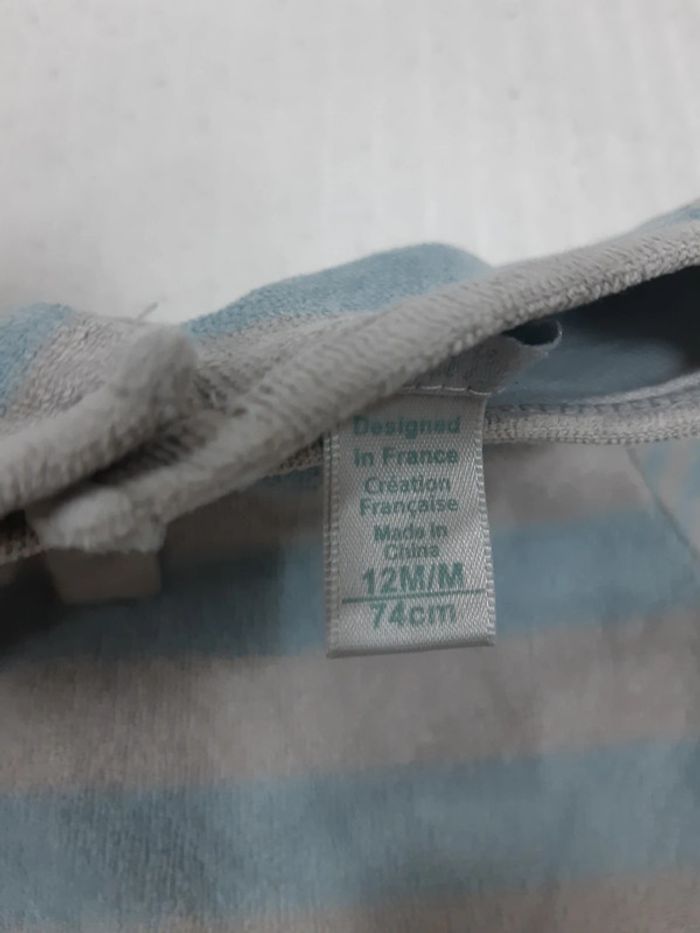 Designed
in France
Création
Française
Made in
China
12M/M
74cm